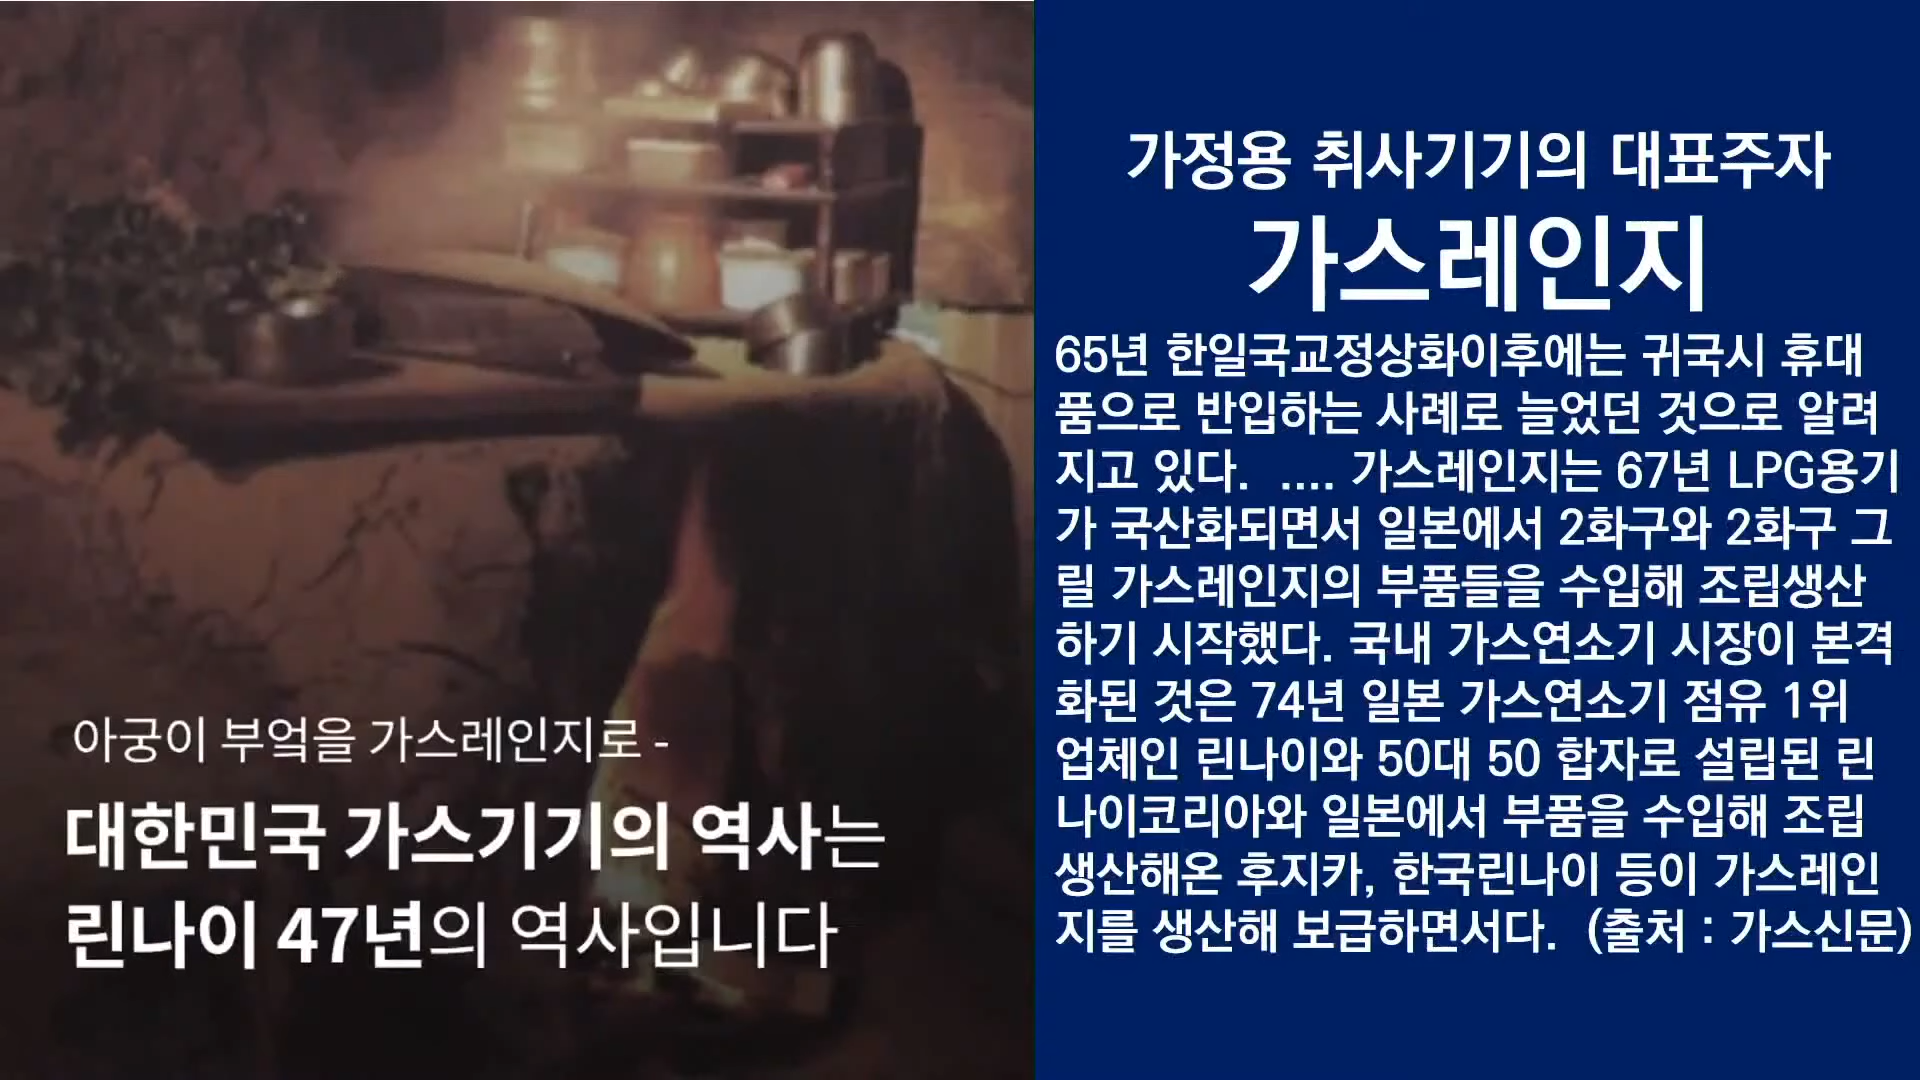 아궁이 부엌을 가스레인지로 -
대한민국 가스기기의 역사는
린나이 47년의 역사입니다
가정용 취사기기의 대표주자
가스레인지
65년 한일국교정상화이후에는 귀국시 휴대
품으로 반입하는 사례로 늘었던 것으로 알려
지고 있다. .... 가스레인지는 67년 LPG용기
가 국산화되면서 일본에서 2화구와 2화구 그
릴 가스레인지의 부품들을 수입해 조립생산
하기 시작했다. 국내 가스연소기 시장이 본격
화된 것은 74년 일본 가스연소기 점유 1위
업체인 린나이와 50대 50 합자로 설립된 린
나이코리아와 일본에서 부품을 수입해 조립
생산해온 후지카, 한국린나이 등이 가스레인
지를 생산해 보급하면서다. (출처 : 가스신문)